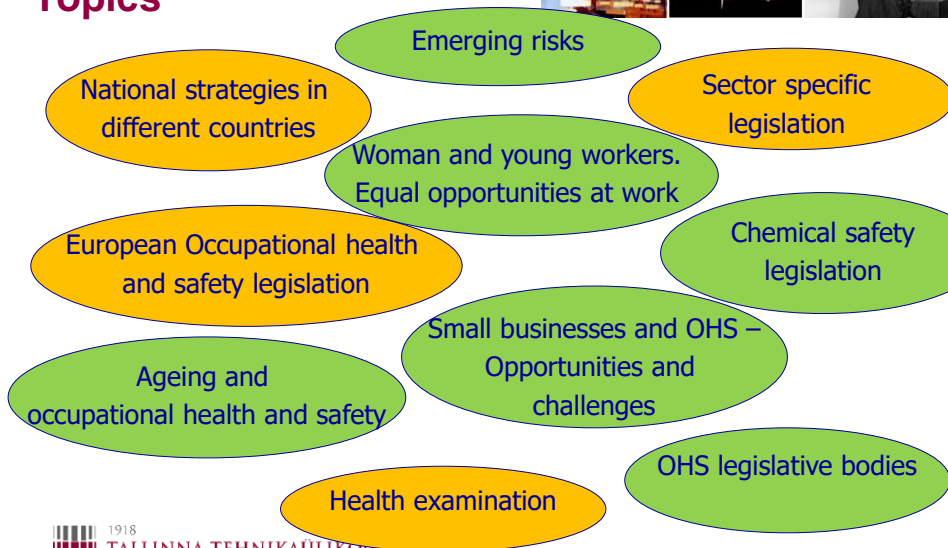 Topics
Emerging risks
National strategies in
different countries
Sector specific
legislation
Woman and young workers.
Equal opportunities at work
European Occupational health
and safety legislation
Chemical safety
legislation
Small businesses and OHS –
Opportunities and
challenges
Ageing and
occupational health and safety
OHS legislative bodies
Health examination
1918
TALLINNA